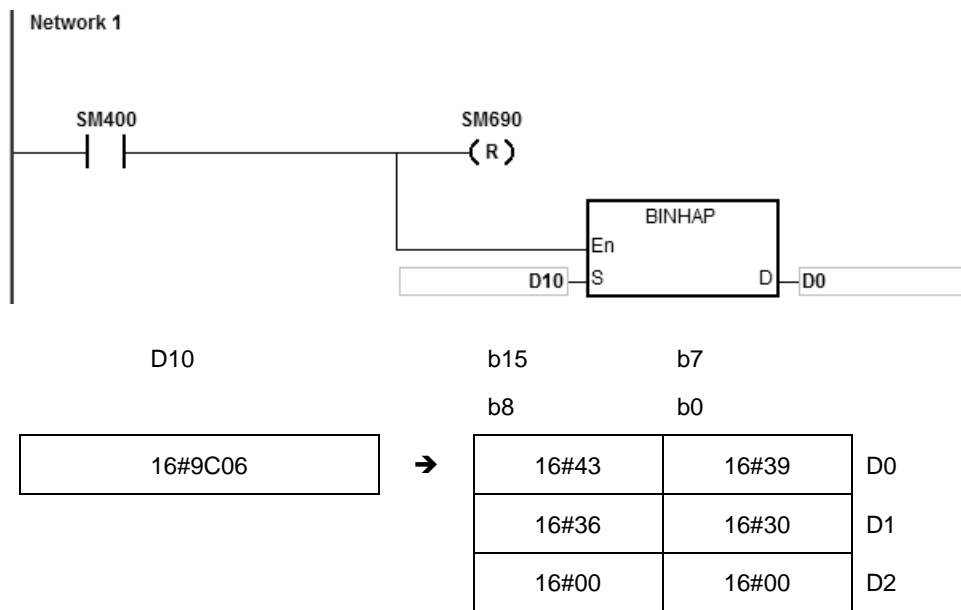 Network 1
SM400 SM690
( R )
BINHAP
En
D10 S D D0
D10 b15 b7
b8 b0
16#9C06 ➔ 16#43 16#39 D0
16#36 16#30 D1
16#00 16#00 D2